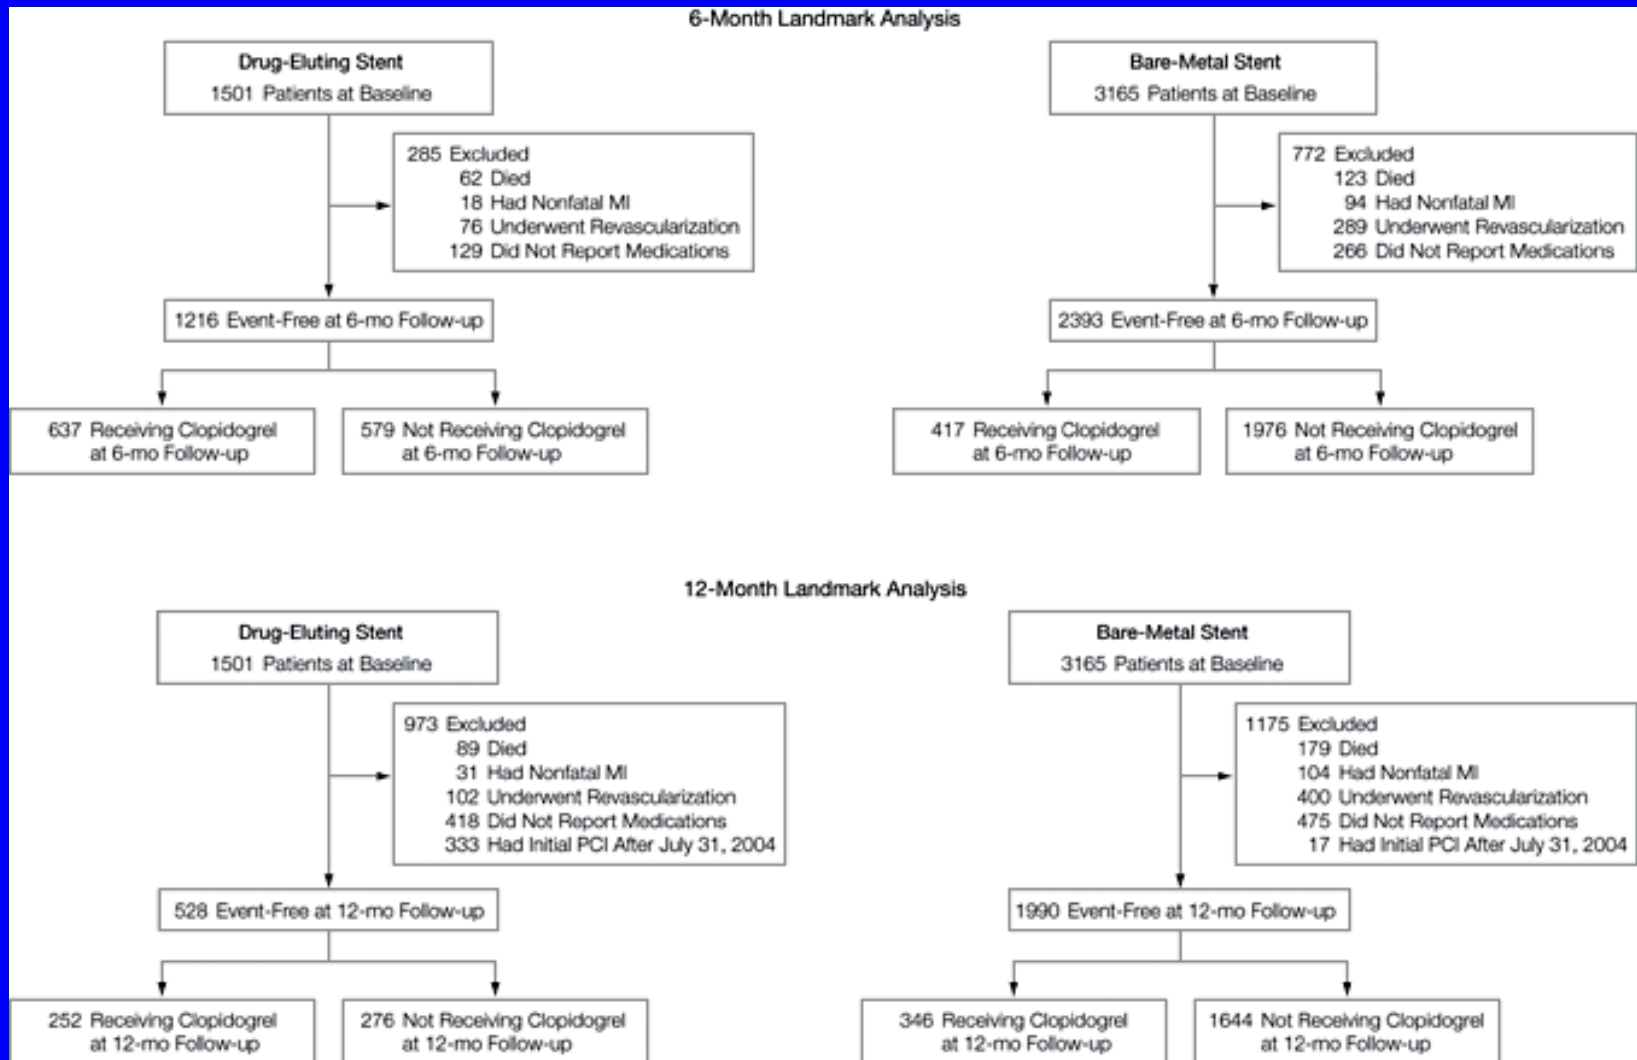 6-Month Landmark Analysis
Drug-Eluting Stent
1501 Patients at Baseline
285 Excluded
62 Died
18 Had Nonfatal MI
76 Underwent Revascularization
129 Did Not Report Medications
1216 Event-Free at 6-mo Follow-up
637 Receiving Clopidogrel
at 6-mo Follow-up
579 Not Receiving Clopidogrel
at 6-mo Follow-up
Bare-Metal Stent
3165 Patients at Baseline
772 Excluded
123 Died
94 Had Nonfatal MI
289 Underwent Revascularization
266 Did Not Report Medications
2393 Event-Free at 6-mo Follow-up
417 Receiving Clopidogrel
at 6-mo Follow-up
1976 Not Receiving Clopidogrel
at 6-mo Follow-up
12-Month Landmark Analysis
Drug-Eluting Stent
1501 Patients at Baseline
973 Excluded
89 Died
31 Had Nonfatal MI
102 Underwent Revascularization
418 Did Not Report Medications
333 Had Initial PCI After July 31, 2004
528 Event-Free at 12-mo Follow-up
252 Receiving Clopidogrel
at 12-mo Follow-up
276 Not Receiving Clopidogrel
at 12-mo Follow-up
Bare-Metal Stent
3165 Patients at Baseline
1175 Excluded
179 Died
104 Had Nonfatal MI
400 Underwent Revascularization
475 Did Not Report Medications
17 Had Initial PCI After July 31, 2004
1990 Event-Free at 12-mo Follow-up
346 Receiving Clopidogrel
at 12-mo Follow-up
1644 Not Receiving Clopidogrel
at 12-mo Follow-up